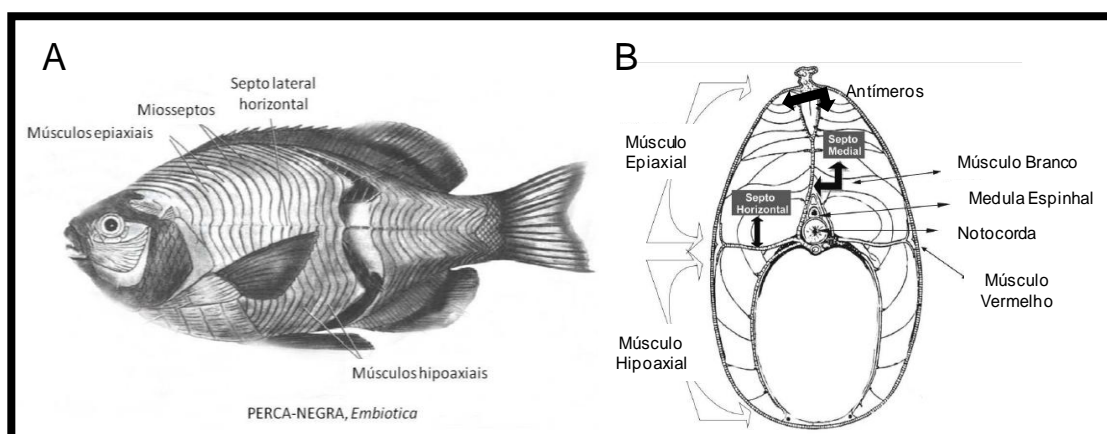 A
Septo lateral
horizontal
Miosseptos
Músculos epiaxiais
Músculos hipoaxiais
PERCA-NEGRA, Embiotica
B
Antímeros
Músculo
Epiaxial
Septo
Medial
Músculo Branco
Septo
Horizontal
Medula Espinhal
Notocorda
Músculo
Vermelho
Músculo
Hipoaxial